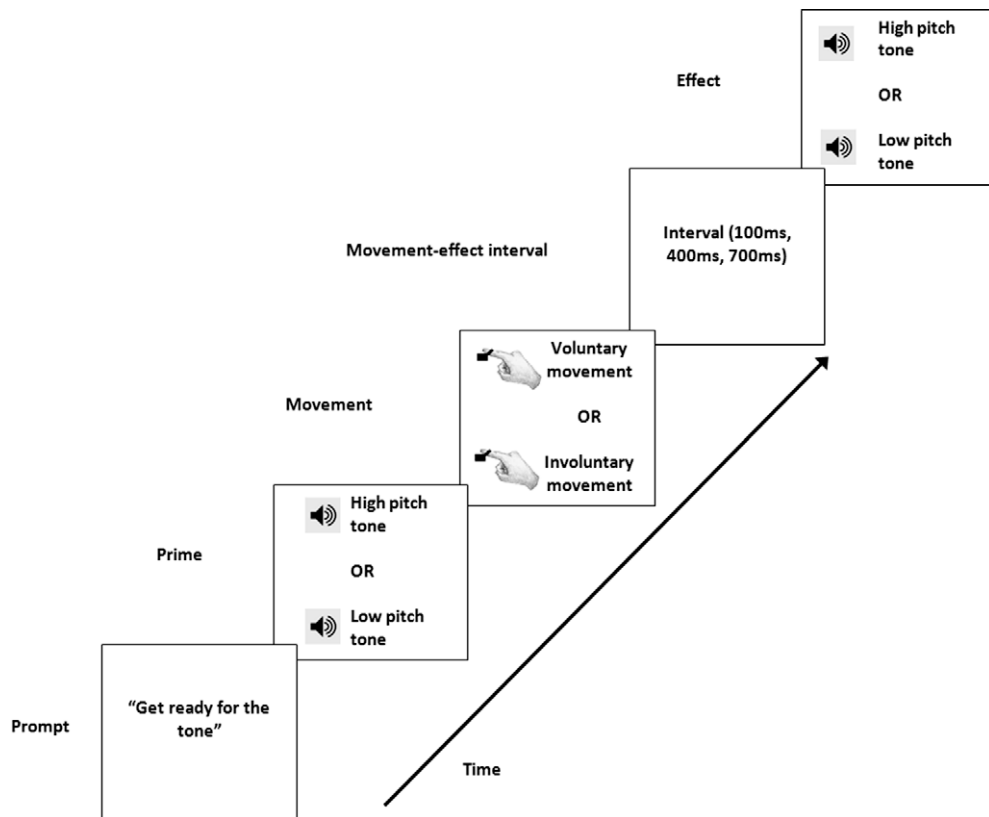 High pitch
tone
Effect
OR
Low pitch
tone
Interval (100ms,
400ms, 700ms)
Movement-effect interval
Voluntary
movement
Movement
OR
Involuntary
movement
High pitch
tone
Prime
OR
Low pitch
tone
"Get ready for the
tone"
Prompt
Time